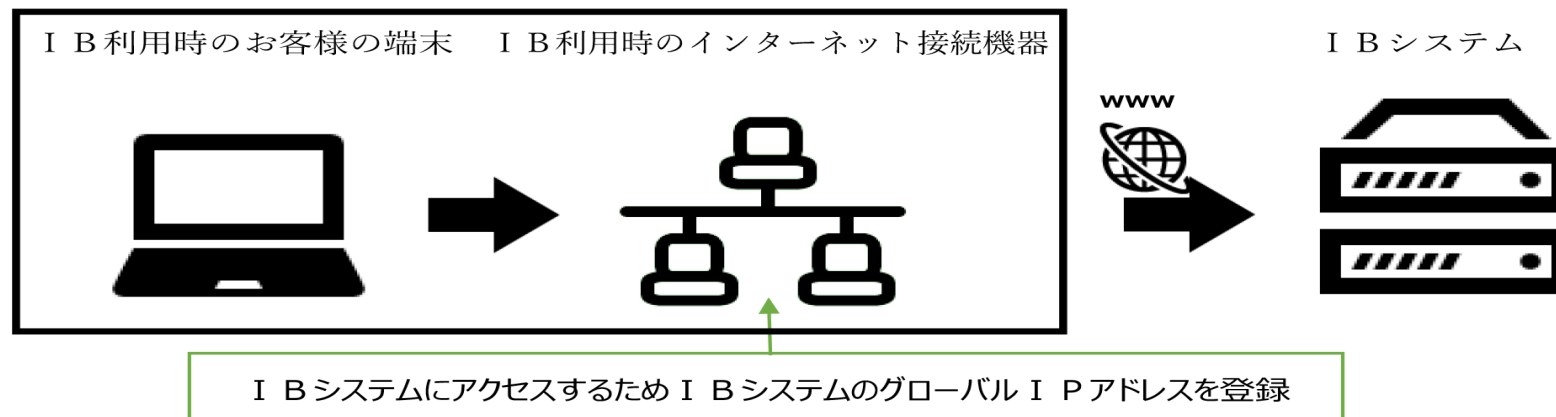 ＩＢ利用時のお客様の端末
ＩＢ利用時のインターネット接続機器
ＩＢシステム
www
ＩＢシステムにアクセスするためＩＢシステムのグローバルＩＰアドレスを登録